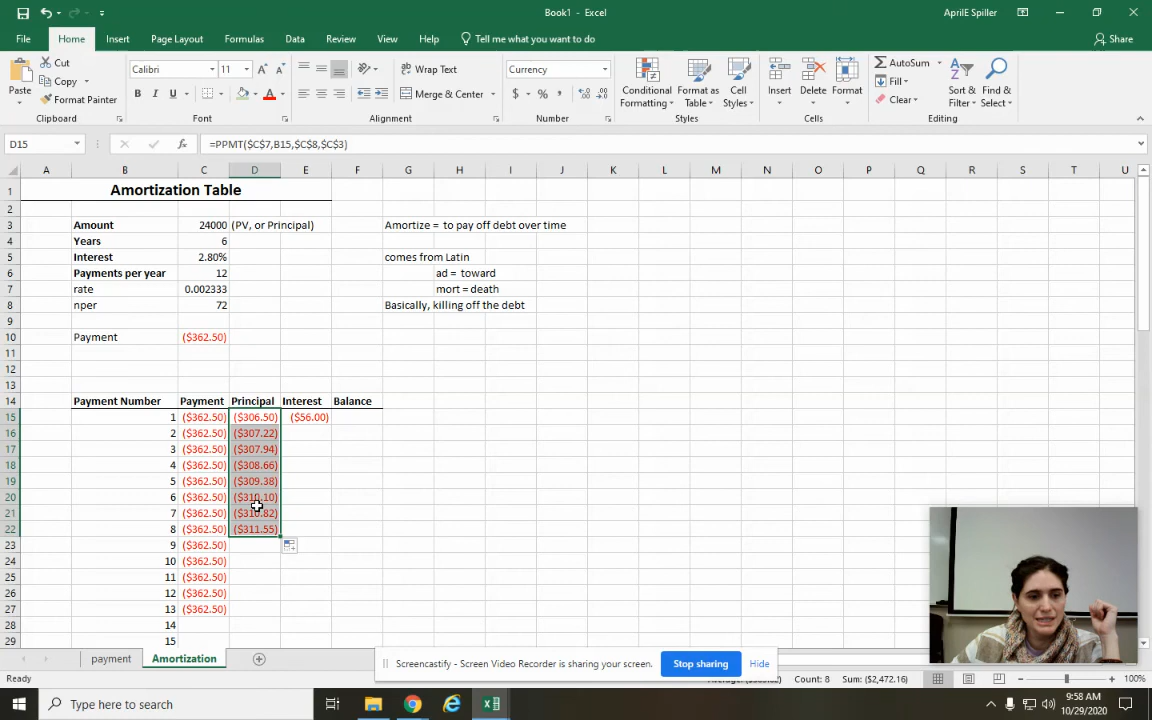 Book1 - Excel
AprilE Spiller
File Home Insert Page Layout Formulas Data Review View Help Tell me what you want to do Share
Paste Cut Copy Format Painter Clipboard
Calibri 11 A A B I U A Font
Wrap Text Merge & Center Alignment
Currency $ % , Number
Conditional Formatting Format as Table Cell Styles Styles
Insert Delete Format Cells
AutoSum Fill Clear Sort & Filter Find & Select Editing
D15 fx =PPMT($C$7,B15,$C$8,$C$3)
A B C D E F G H I J K L M N O P Q R S T U
1 Amortization Table
2
3 Amount 24000 (PV, or Principal) Amortize = to pay off debt over time
4 Years 6
5 Interest 2.80% comes from Latin
6 Payments per year 12 ad = toward
7 rate 0.002333 mort = death
8 nper 72 Basically, killing off the debt
9
10 Payment ($362.50)
11
12
13
14 Payment Number Payment Principal Interest Balance
15 1 ($362.50) ($306.50) ($56.00)
16 2 ($362.50) ($307.22)
17 3 ($362.50) ($307.94)
18 4 ($362.50) ($308.66)
19 5 ($362.50) ($309.38)
20 6 ($362.50) ($310.10)
21 7 ($362.50) ($310.82)
22 8 ($362.50) ($311.55)
23 9 ($362.50)
24 10 ($362.50)
25 11 ($362.50)
26 12 ($362.50)
27 13 ($362.50)
28 14
29 15
payment Amortization
Screencastify - Screen Video Recorder is sharing your screen. Stop sharing Hide
Ready Count: 8 Sum: ($2,472.16) 100%
Type here to search
9:58 AM
10/29/2020